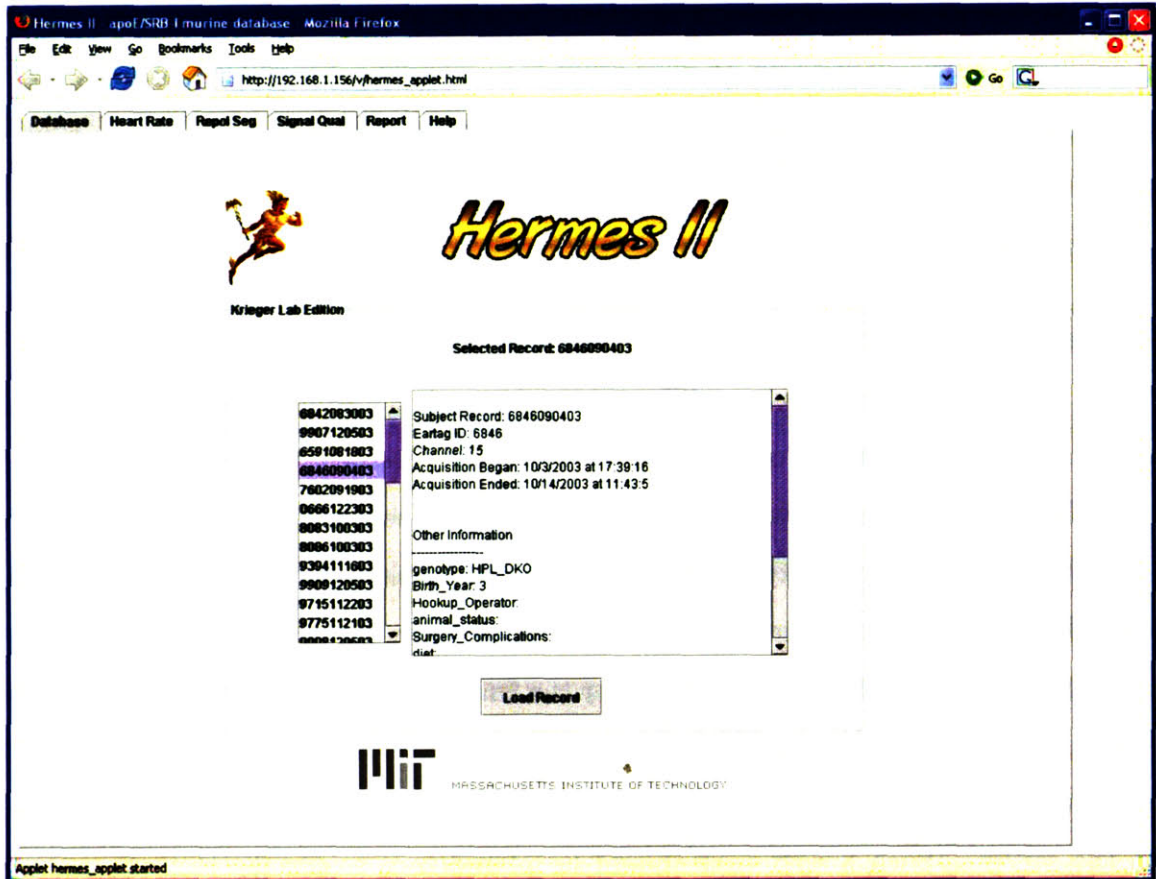 Hermes II apoE/SRB I murine database Mozilla Firefox
File Edit View Go Bookmarks Tools Help
http://192.168.1.156/v/hermes_applet.html Go G
Database Heart Rate Repol Seg Signal Qual Report Help
Hermes II
Krieger Lab Edition
Selected Record: 6846090403
6842083003
9907120503
6591081803
6846090403
7602091903
0666122303
8083100303
8086100303
9394111603
9909120503
9715112203
9775112103
Subject Record: 6846090403
Eartag ID: 6846
Channel: 15
Acquisition Began: 10/3/2003 at 17:39:16
Acquisition Ended: 10/14/2003 at 11:43:5
Other Information
-----------------
genotype: HPL_DKO
Birth_Year: 3
Hookup_Operator:
animal_status:
Surgery_Complications:
diet:
Load Record
MIT MASSACHUSETTS INSTITUTE OF TECHNOLOGY
Applet hermes_applet started